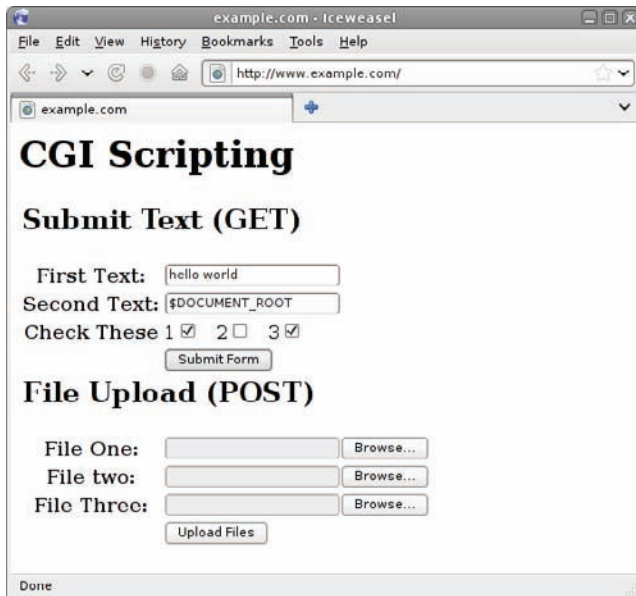 example.com - Iceweasel
File Edit View History Bookmarks Tools Help
http://www.example.com/
example.com
CGI Scripting
Submit Text (GET)
First Text: hello world
Second Text: $DOCUMENT_ROOT
Check These 1 2 3
Submit Form
File Upload (POST)
File One: Browse...
File two: Browse...
File Three: Browse...
Upload Files
Done